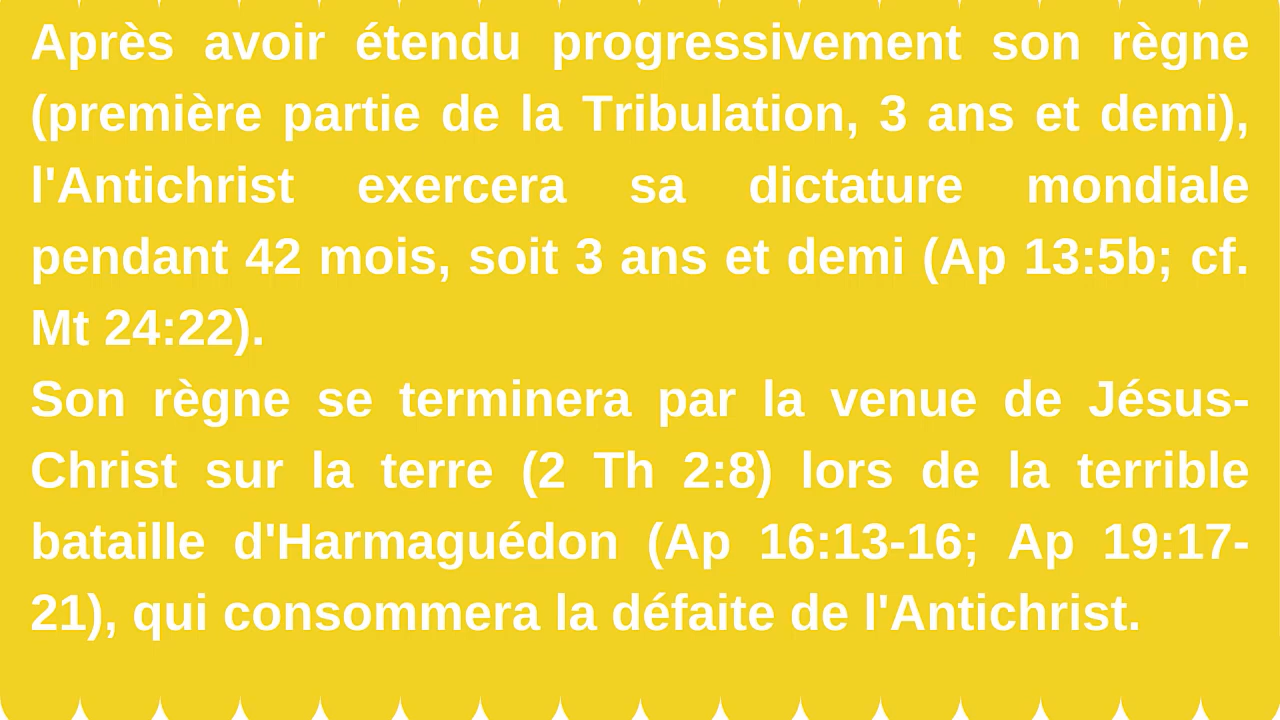 Après avoir étendu progressivement son règne
(première partie de la Tribulation, 3 ans et demi),
l'Antichrist exercera sa dictature mondiale
pendant 42 mois, soit 3 ans et demi (Ap 13:5b; cf.
Mt 24:22).
Son règne se terminera par la venue de Jésus-
Christ sur la terre (2 Th 2:8) lors de la terrible
bataille d'Harmaguédon (Ap 16:13-16; Ap 19:17-
21), qui consommera la défaite de l'Antichrist.